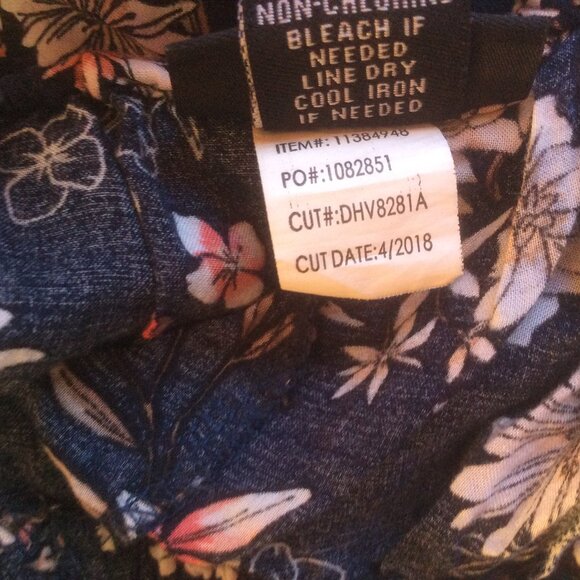 NON-CHLORINE
BLEACH IF
NEEDED
LINE DRY
COOL IRON
IF NEEDED
ITEM#: 11384946
PO#:1082851
CUT#:DHV8281A
CUT DATE:4/2018